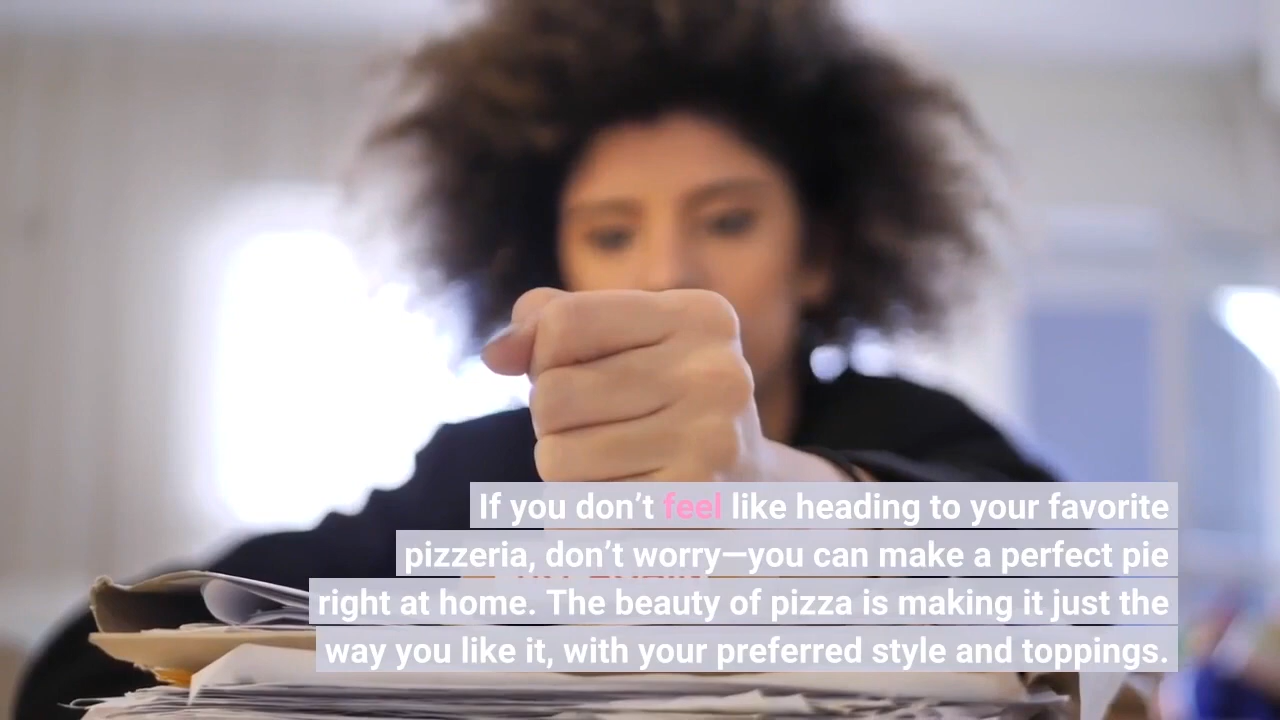 If you don’t feel like heading to your favorite
pizzeria, don’t worry—you can make a perfect pie
right at home. The beauty of pizza is making it just the
way you like it, with your preferred style and toppings.